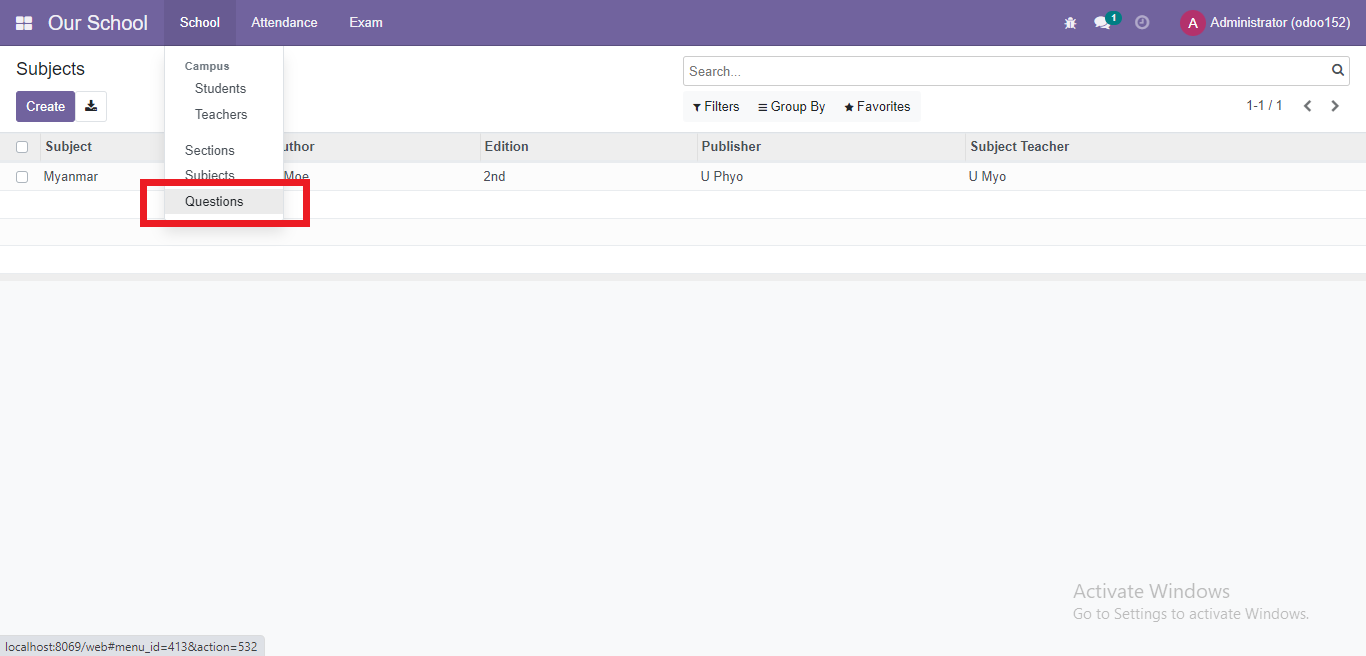 Our School School Attendance Exam 1 A Administrator (odoo152)
Subjects
Search...
Create
Filters Group By Favorites 1-1 / 1
Campus
Students
Teachers
Sections
Subjects
Questions
Subject uthor Edition Publisher Subject Teacher
Myanmar Moe 2nd U Phyo U Myo
Activate Windows
Go to Settings to activate Windows.
localhost:8069/web#menu_id=413&action=532